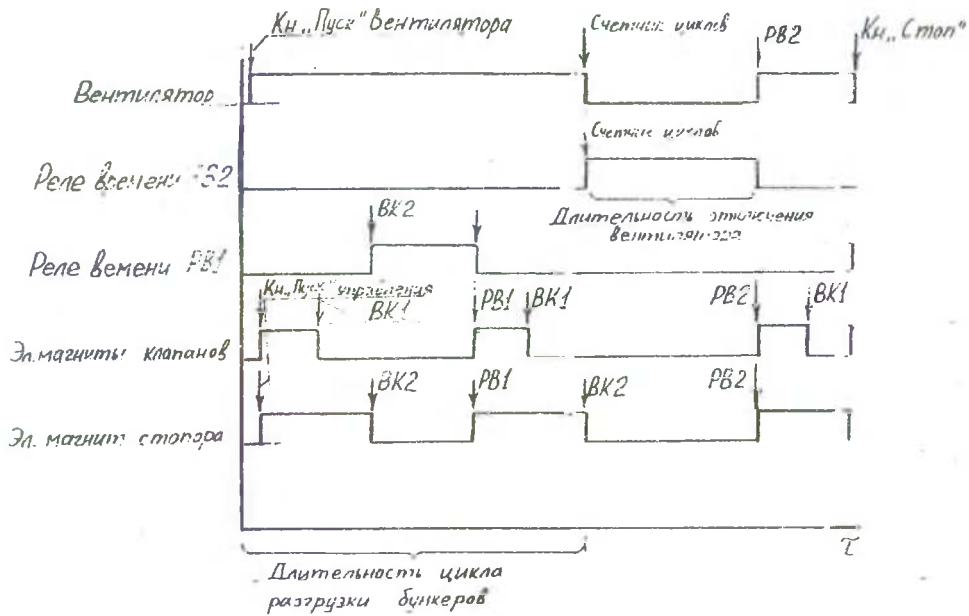 Кн„Пуск" вентилятора
Счетчик циклов
РВ2
Кн„Стоп"
Вентилятор
Счетчик циклов
Реле времени
Длительность отключения
вентилятора
ВК2
Реле вемени РВ1
Кн„Пуск" управления
ВК1
РВ1
ВК1
РВ2
ВК1
Эл.магниты клапанов
ВК2
РВ1
ВК2
РВ2
Эл. магнит стопора
τ
Длительность цикла
разгрузки бункеров